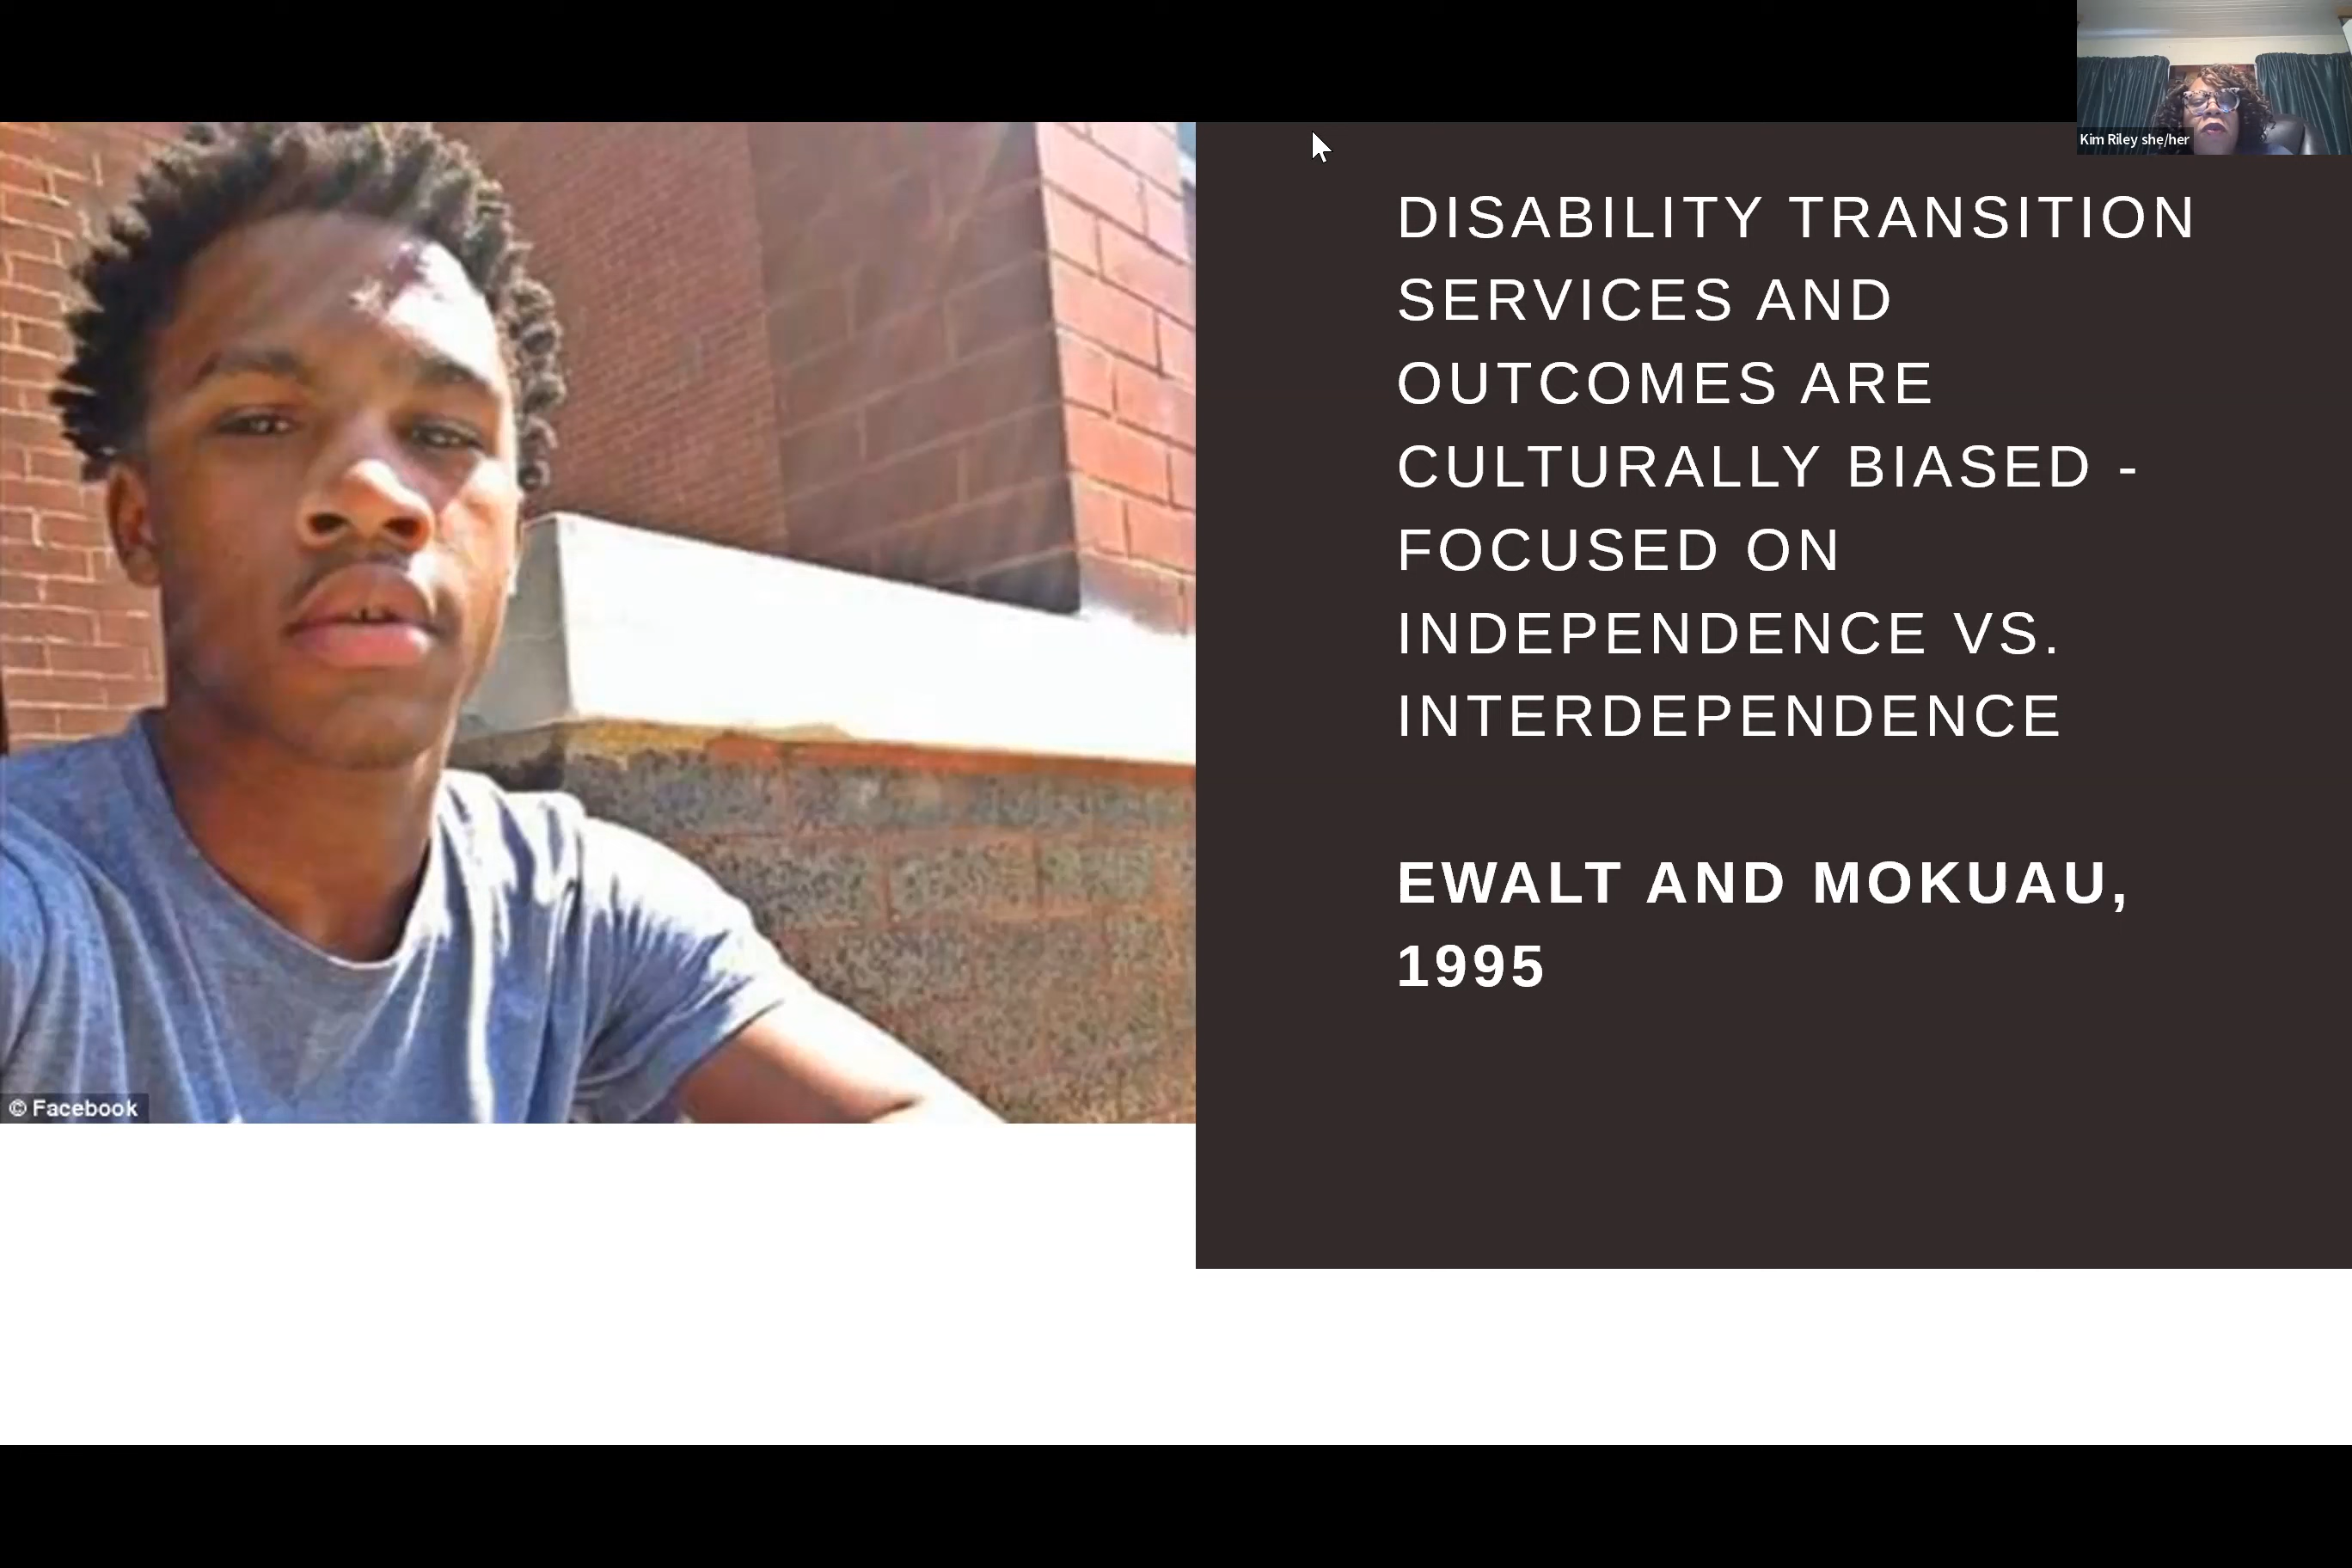 Kim Riley she/her
DISABILITY TRANSITION
SERVICES AND
OUTCOMES ARE
CULTURALLY BIASED -
FOCUSED ON
INDEPENDENCE VS.
INTERDEPENDENCE
EWALT AND MOKUAU,
1995
© Facebook